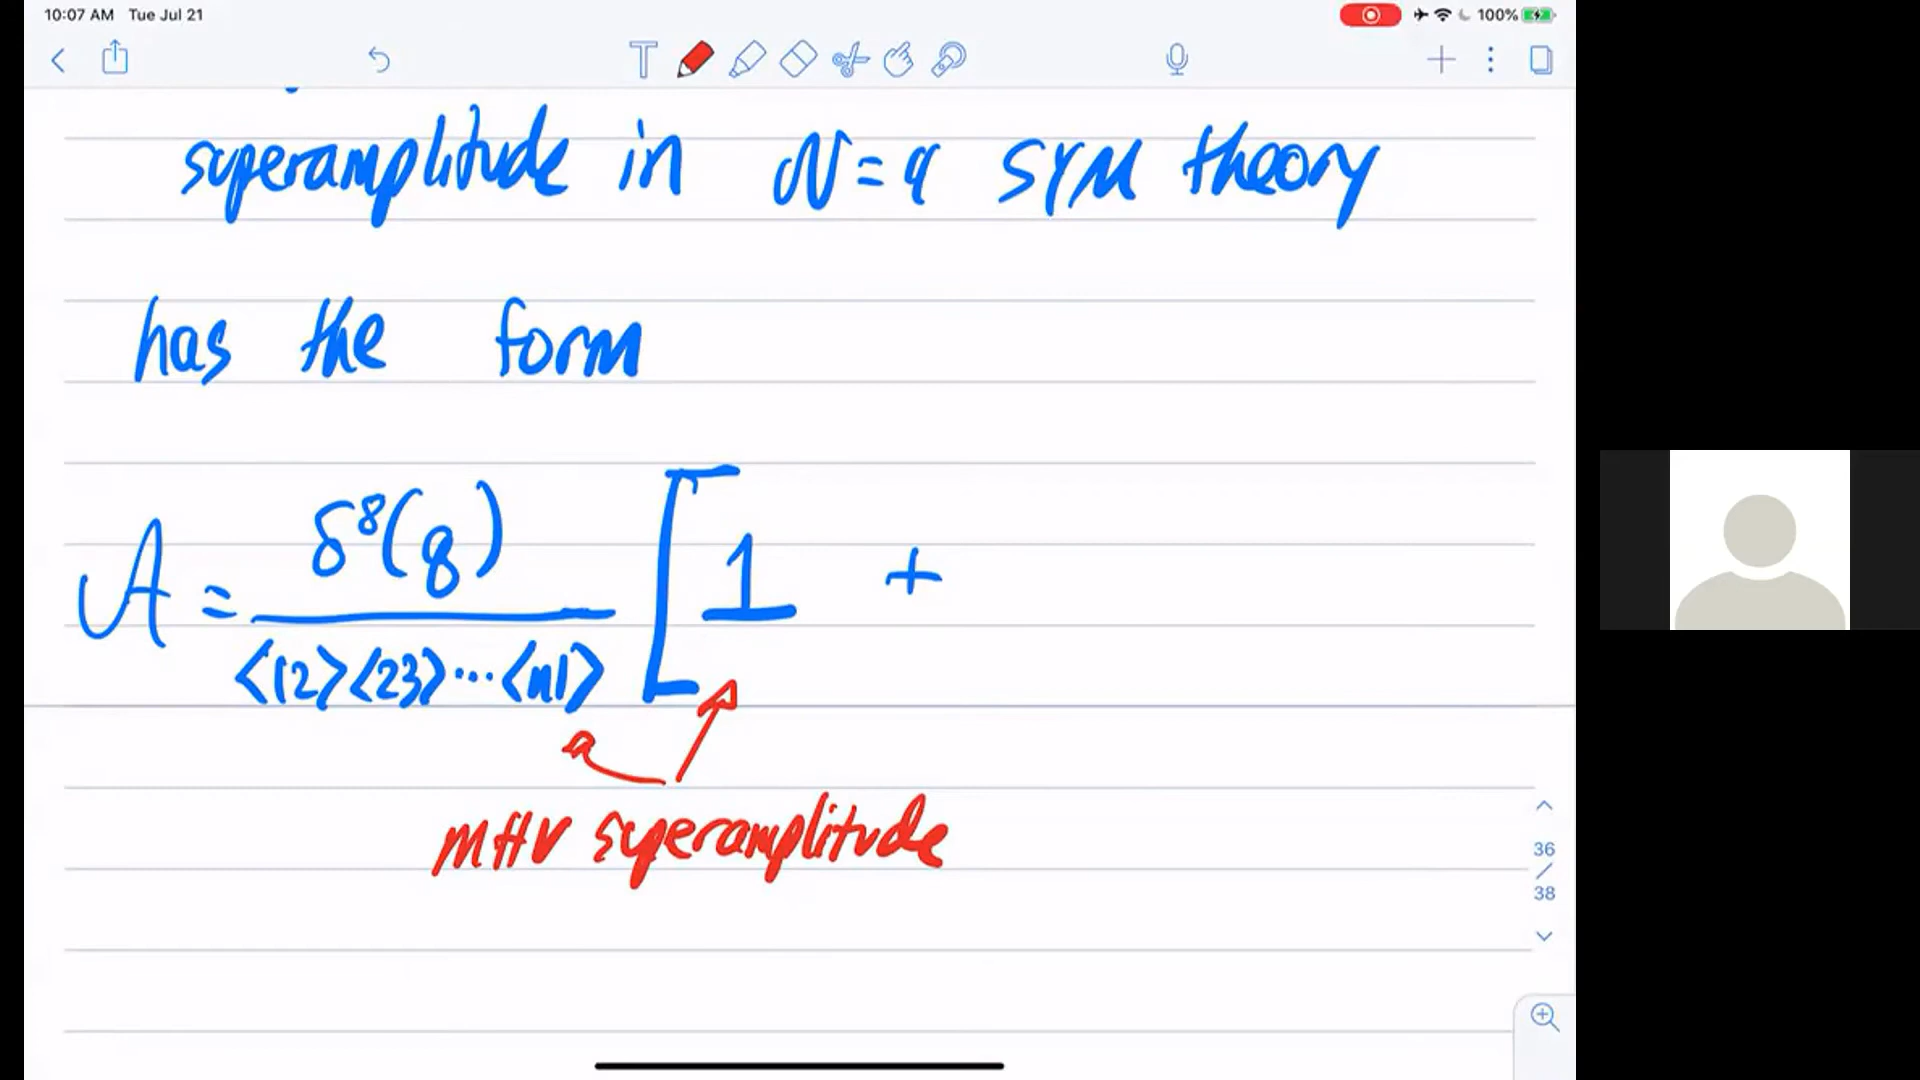 10:07 AM Tue Jul 21
100%
T
superamplitude in N=4 SYM theory
has the form
A = δ⁸(q) / ⟨12⟩⟨23⟩⋯⟨n1⟩ [ 1 +
MHV superamplitude
36
/
38